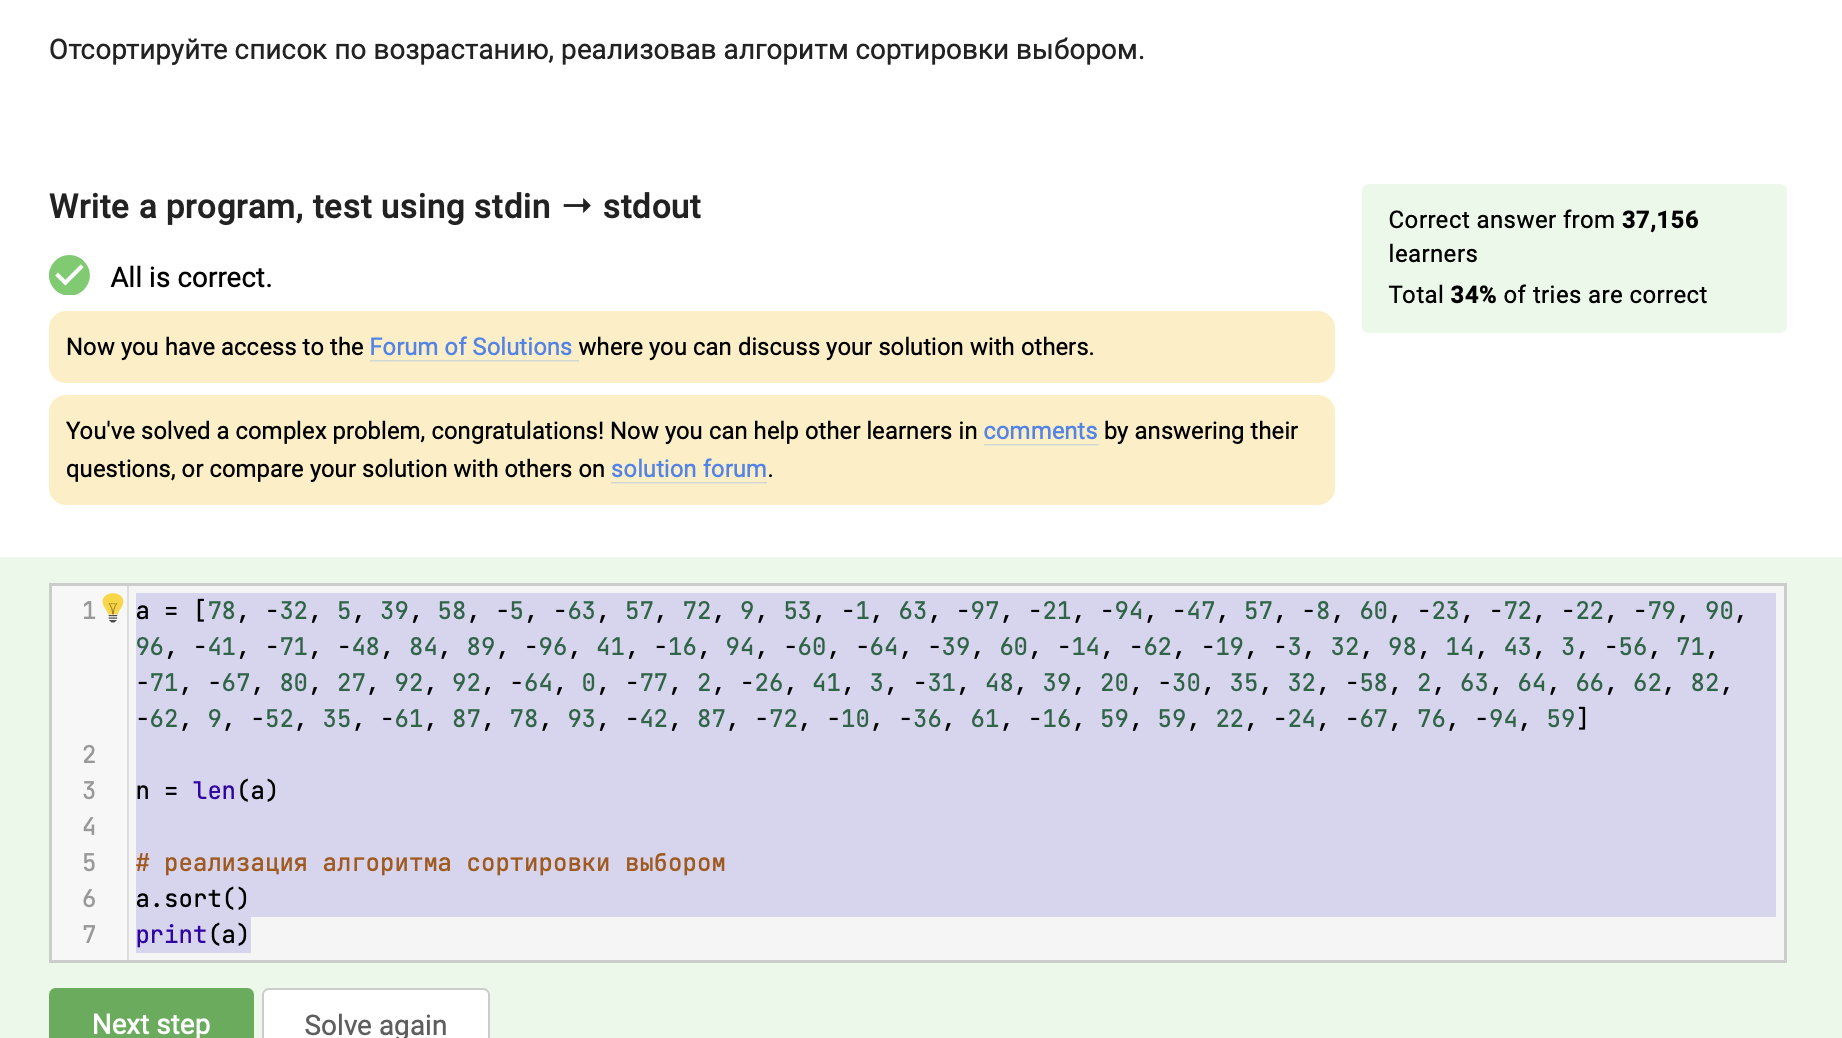 Отсортируйте список по возрастанию, реализовав алгоритм сортировки выбором.
Write a program, test using stdin → stdout
All is correct.
Now you have access to the Forum of Solutions where you can discuss your solution with others.
You've solved a complex problem, congratulations! Now you can help other learners in comments by answering their
questions, or compare your solution with others on solution forum.
Correct answer from 37,156
learners
Total 34% of tries are correct
1 a = [78, -32, 5, 39, 58, -5, -63, 57, 72, 9, 53, -1, 63, -97, -21, -94, -47, 57, -8, 60, -23, -72, -22, -79, 90,
96, -41, -71, -48, 84, 89, -96, 41, -16, 94, -60, -64, -39, 60, -14, -62, -19, -3, 32, 98, 14, 43, 3, -56, 71,
-71, -67, 80, 27, 92, 92, -64, 0, -77, 2, -26, 41, 3, -31, 48, 39, 20, -30, 35, 32, -58, 2, 63, 64, 66, 62, 82,
-62, 9, -52, 35, -61, 87, 78, 93, -42, 87, -72, -10, -36, 61, -16, 59, 59, 22, -24, -67, 76, -94, 59]
2
3 n = len(a)
4
5 # реализация алгоритма сортировки выбором
6 a.sort()
7 print(a)
Next step
Solve again